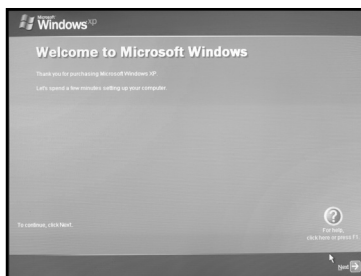 Microsoft
Windows xp
Welcome to Microsoft Windows
Thank you for purchasing Microsoft Windows XP.
Let's spend a few minutes setting up your computer.
To continue, click Next.
For help,
click here or press F1.
Next